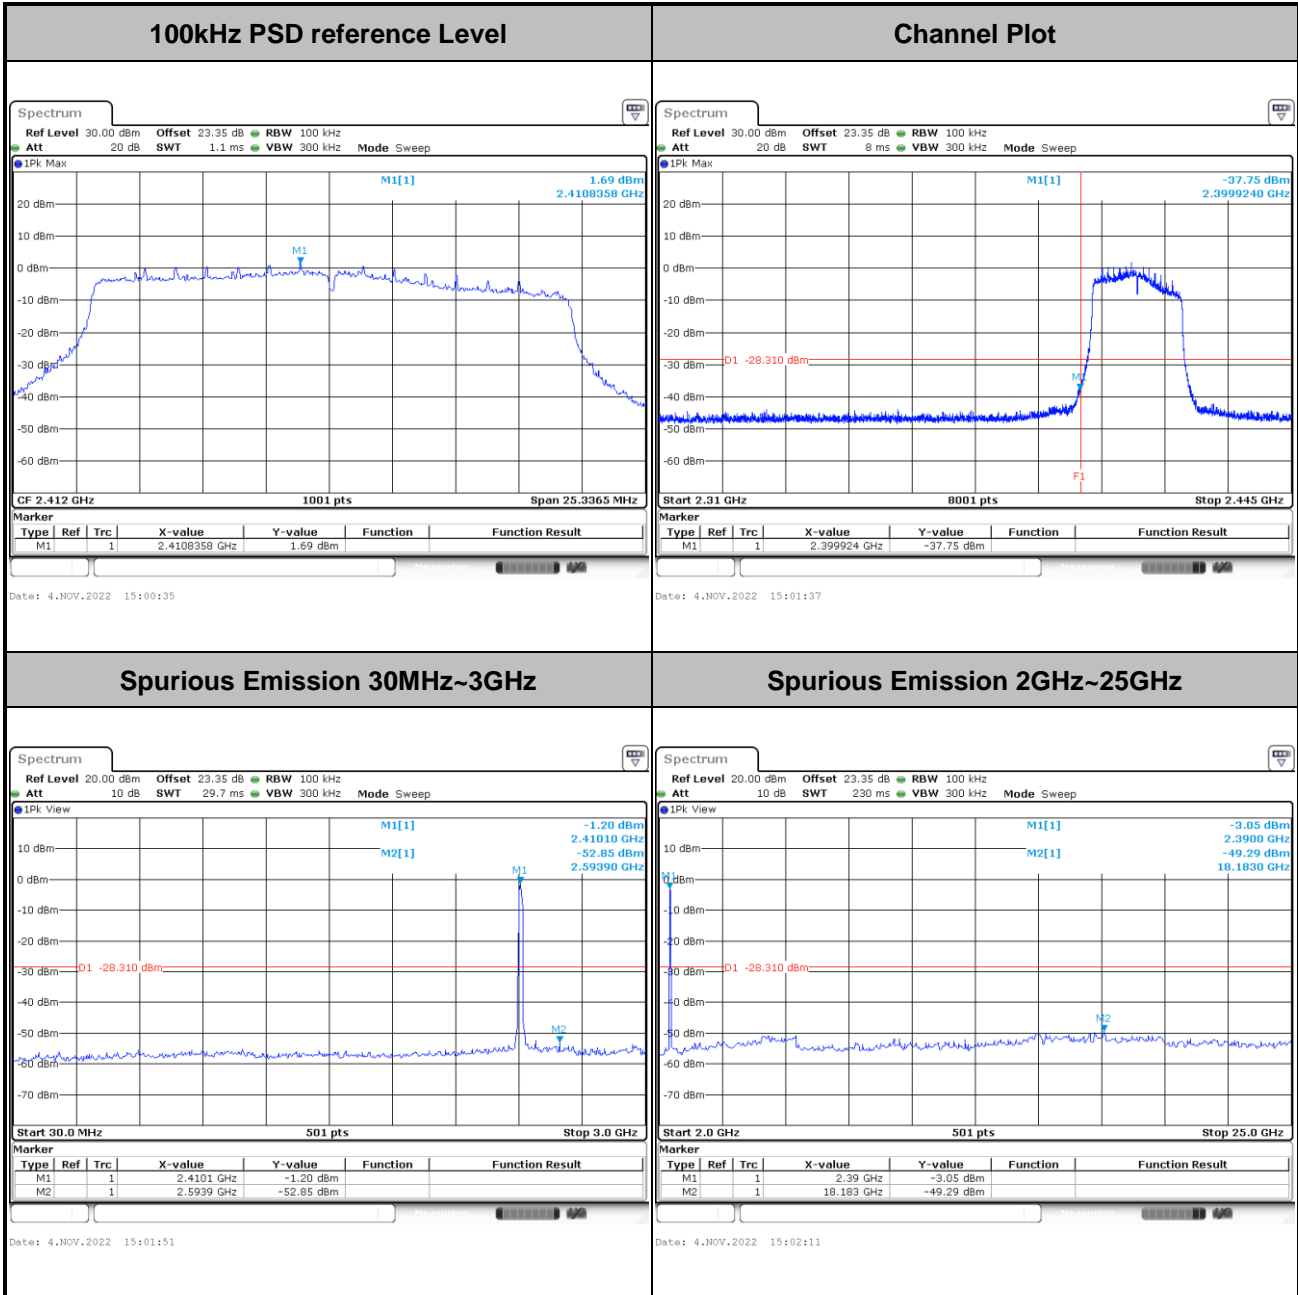 100kHz PSD reference Level
Channel Plot
Spectrum
Ref Level 30.00 dBm Offset 23.35 dB RBW 100 kHz
Att 20 dB SWT 1.1 ms VBW 300 kHz Mode Sweep
1Pk Max
M1[1] 1.69 dBm
2.4108358 GHz
20 dBm
10 dBm
M1
0 dBm
-10 dBm
-20 dBm
-30 dBm
-40 dBm
-50 dBm
-60 dBm
CF 2.412 GHz 1001 pts Span 25.3365 MHz
Marker
Type Ref Trc X-value Y-value Function Function Result
M1 1 2.4108358 GHz 1.69 dBm
Measuring
Date: 4.NOV.2022 15:00:35
Spectrum
Ref Level 30.00 dBm Offset 23.35 dB RBW 100 kHz
Att 20 dB SWT 8 ms VBW 300 kHz Mode Sweep
1Pk Max
M1[1] -37.75 dBm
2.3999240 GHz
20 dBm
10 dBm
0 dBm
-10 dBm
-20 dBm
D1 -28.310 dBm
-30 dBm
M1
-40 dBm
-50 dBm
-60 dBm
F1
Start 2.31 GHz 8001 pts Stop 2.445 GHz
Marker
Type Ref Trc X-value Y-value Function Function Result
M1 1 2.399924 GHz -37.75 dBm
Measuring
Date: 4.NOV.2022 15:01:37
Spurious Emission 30MHz~3GHz
Spurious Emission 2GHz~25GHz
Spectrum
Ref Level 20.00 dBm Offset 23.35 dB RBW 100 kHz
Att 10 dB SWT 29.7 ms VBW 300 kHz Mode Sweep
1Pk View
M1[1] -1.20 dBm
2.41010 GHz
10 dBm
M2[1] -52.85 dBm
2.59390 GHz
M1
0 dBm
-10 dBm
-20 dBm
D1 -28.310 dBm
-30 dBm
-40 dBm
-50 dBm
M2
-60 dBm
-70 dBm
Start 30.0 MHz 501 pts Stop 3.0 GHz
Marker
Type Ref Trc X-value Y-value Function Function Result
M1 1 2.4101 GHz -1.20 dBm
M2 1 2.5939 GHz -52.85 dBm
Measuring
Date: 4.NOV.2022 15:01:51
Spectrum
Ref Level 20.00 dBm Offset 23.35 dB RBW 100 kHz
Att 10 dB SWT 230 ms VBW 300 kHz Mode Sweep
1Pk View
M1[1] -3.05 dBm
2.3900 GHz
10 dBm
M2[1] -49.29 dBm
18.1830 GHz
M1
0 dBm
-10 dBm
-20 dBm
D1 -28.310 dBm
-30 dBm
-40 dBm
M2
-50 dBm
-60 dBm
-70 dBm
Start 2.0 GHz 501 pts Stop 25.0 GHz
Marker
Type Ref Trc X-value Y-value Function Function Result
M1 1 2.39 GHz -3.05 dBm
M2 1 18.183 GHz -49.29 dBm
Measuring
Date: 4.NOV.2022 15:02:11